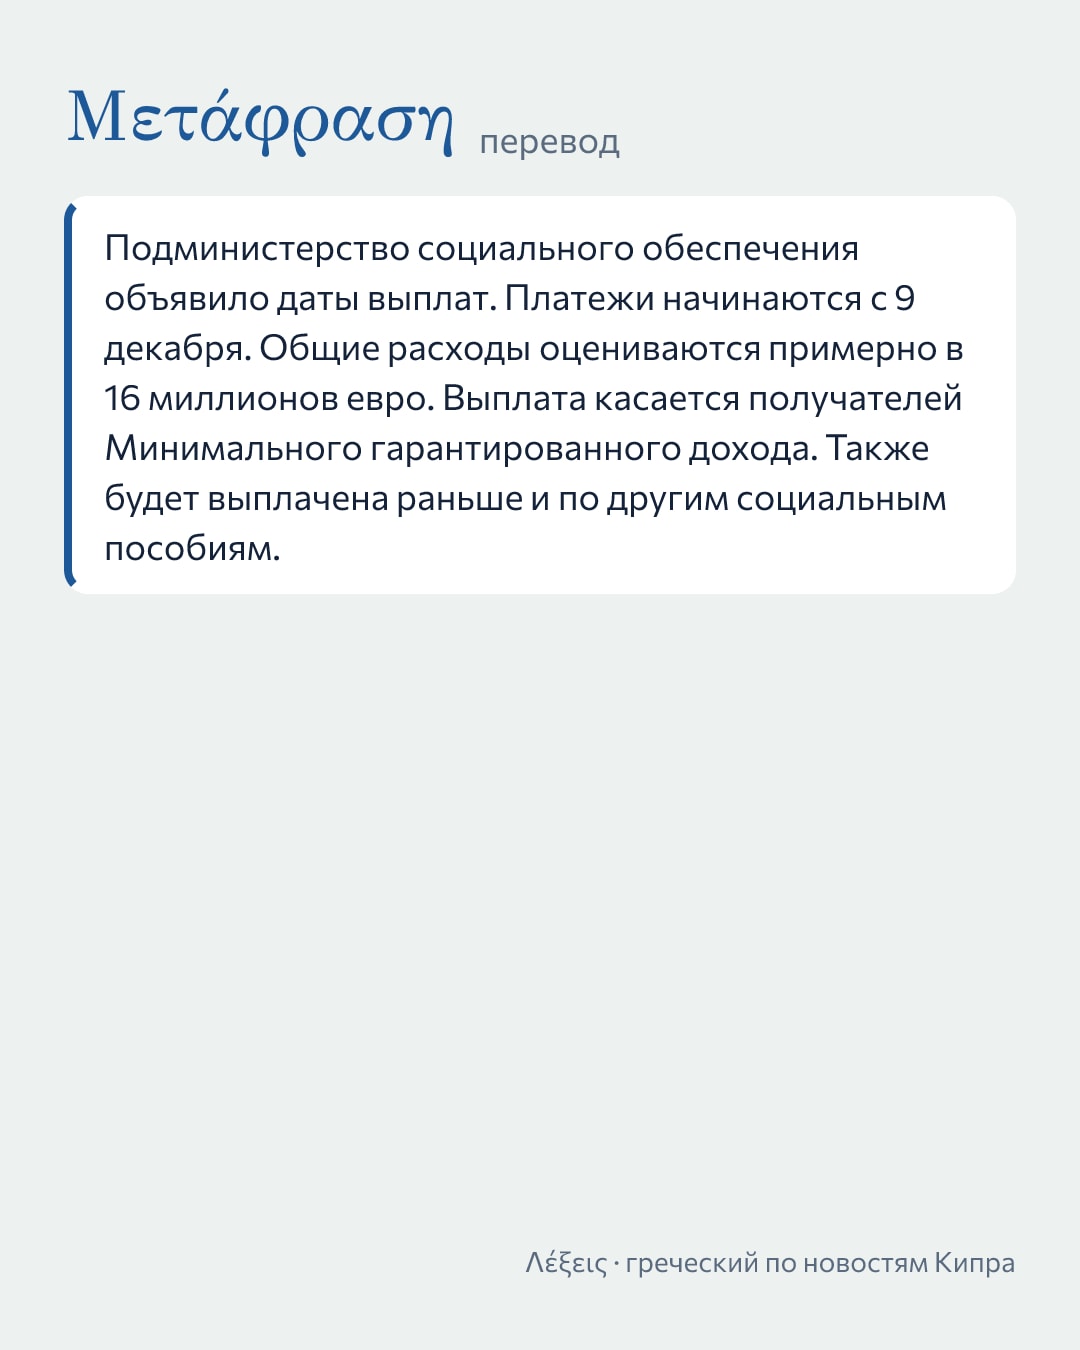 Μετάφραση перевод
Подминистерство социального обеспечения
объявило даты выплат. Платежи начинаются с 9
декабря. Общие расходы оцениваются примерно в
16 миллионов евро. Выплата касается получателей
Минимального гарантированного дохода. Также
будет выплачена раньше и по другим социальным
пособиям.
Λέξεις · греческий по новостям Кипра